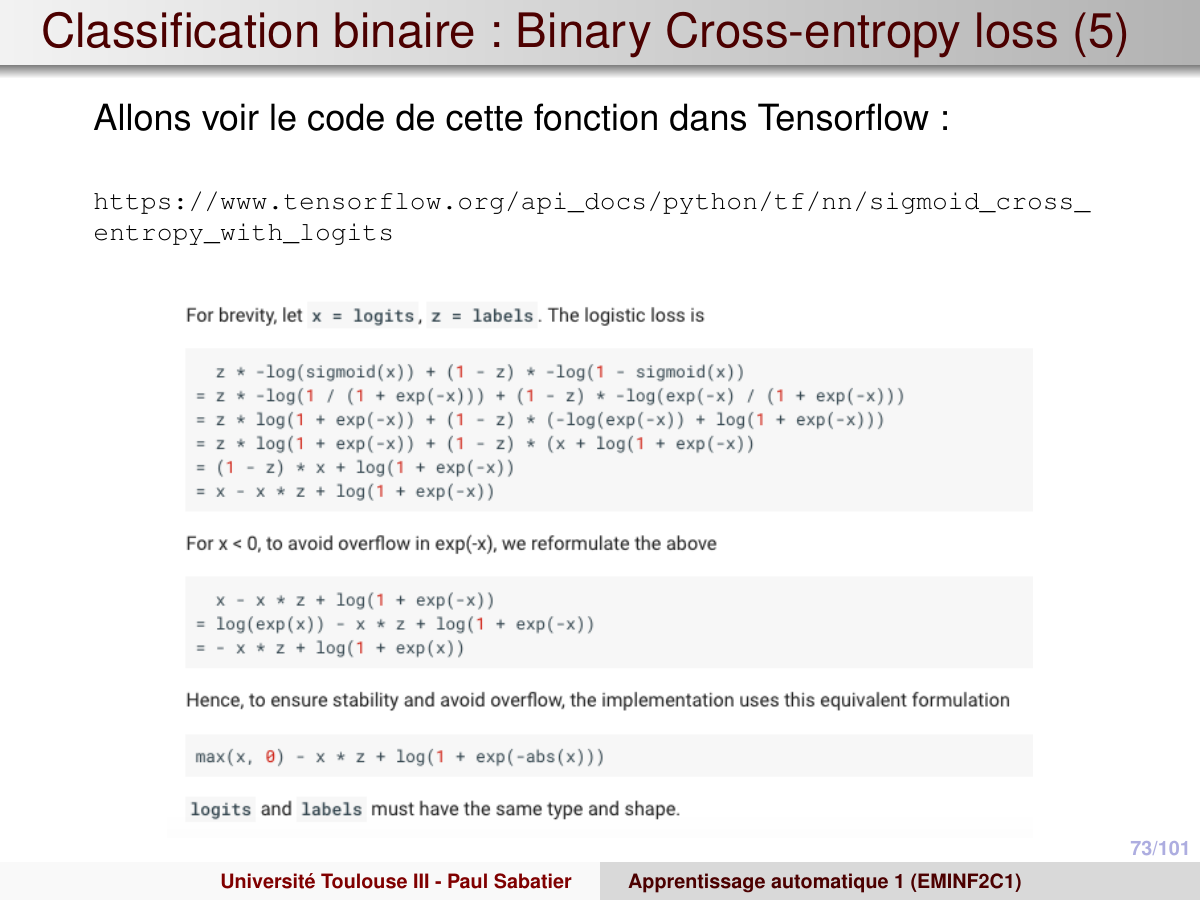 Classification binaire : Binary Cross-entropy loss (5)
Allons voir le code de cette fonction dans Tensorflow :
https://www.tensorflow.org/api_docs/python/tf/nn/sigmoid_cross_
entropy_with_logits
For brevity, let x = logits, z = labels. The logistic loss is
z * -log(sigmoid(x)) + (1 - z) * -log(1 - sigmoid(x))
= z * -log(1 / (1 + exp(-x))) + (1 - z) * -log(exp(-x) / (1 + exp(-x)))
= z * log(1 + exp(-x)) + (1 - z) * (-log(exp(-x)) + log(1 + exp(-x)))
= z * log(1 + exp(-x)) + (1 - z) * (x + log(1 + exp(-x))
= (1 - z) * x + log(1 + exp(-x))
= x - x * z + log(1 + exp(-x))
For x < 0, to avoid overflow in exp(-x), we reformulate the above
x - x * z + log(1 + exp(-x))
= log(exp(x)) - x * z + log(1 + exp(-x))
= - x * z + log(1 + exp(x))
Hence, to ensure stability and avoid overflow, the implementation uses this equivalent formulation
max(x, 0) - x * z + log(1 + exp(-abs(x)))
logits and labels must have the same type and shape.
73/101
Université Toulouse III - Paul Sabatier
Apprentissage automatique 1 (EMINF2C1)